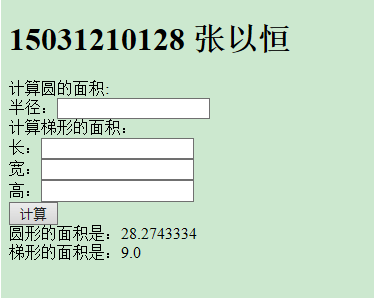 15031210128 张以恒
计算圆的面积:
半径：
计算梯形的面积：
长：
宽：
高：
计算
圆形的面积是：28.2743334
梯形的面积是：9.0